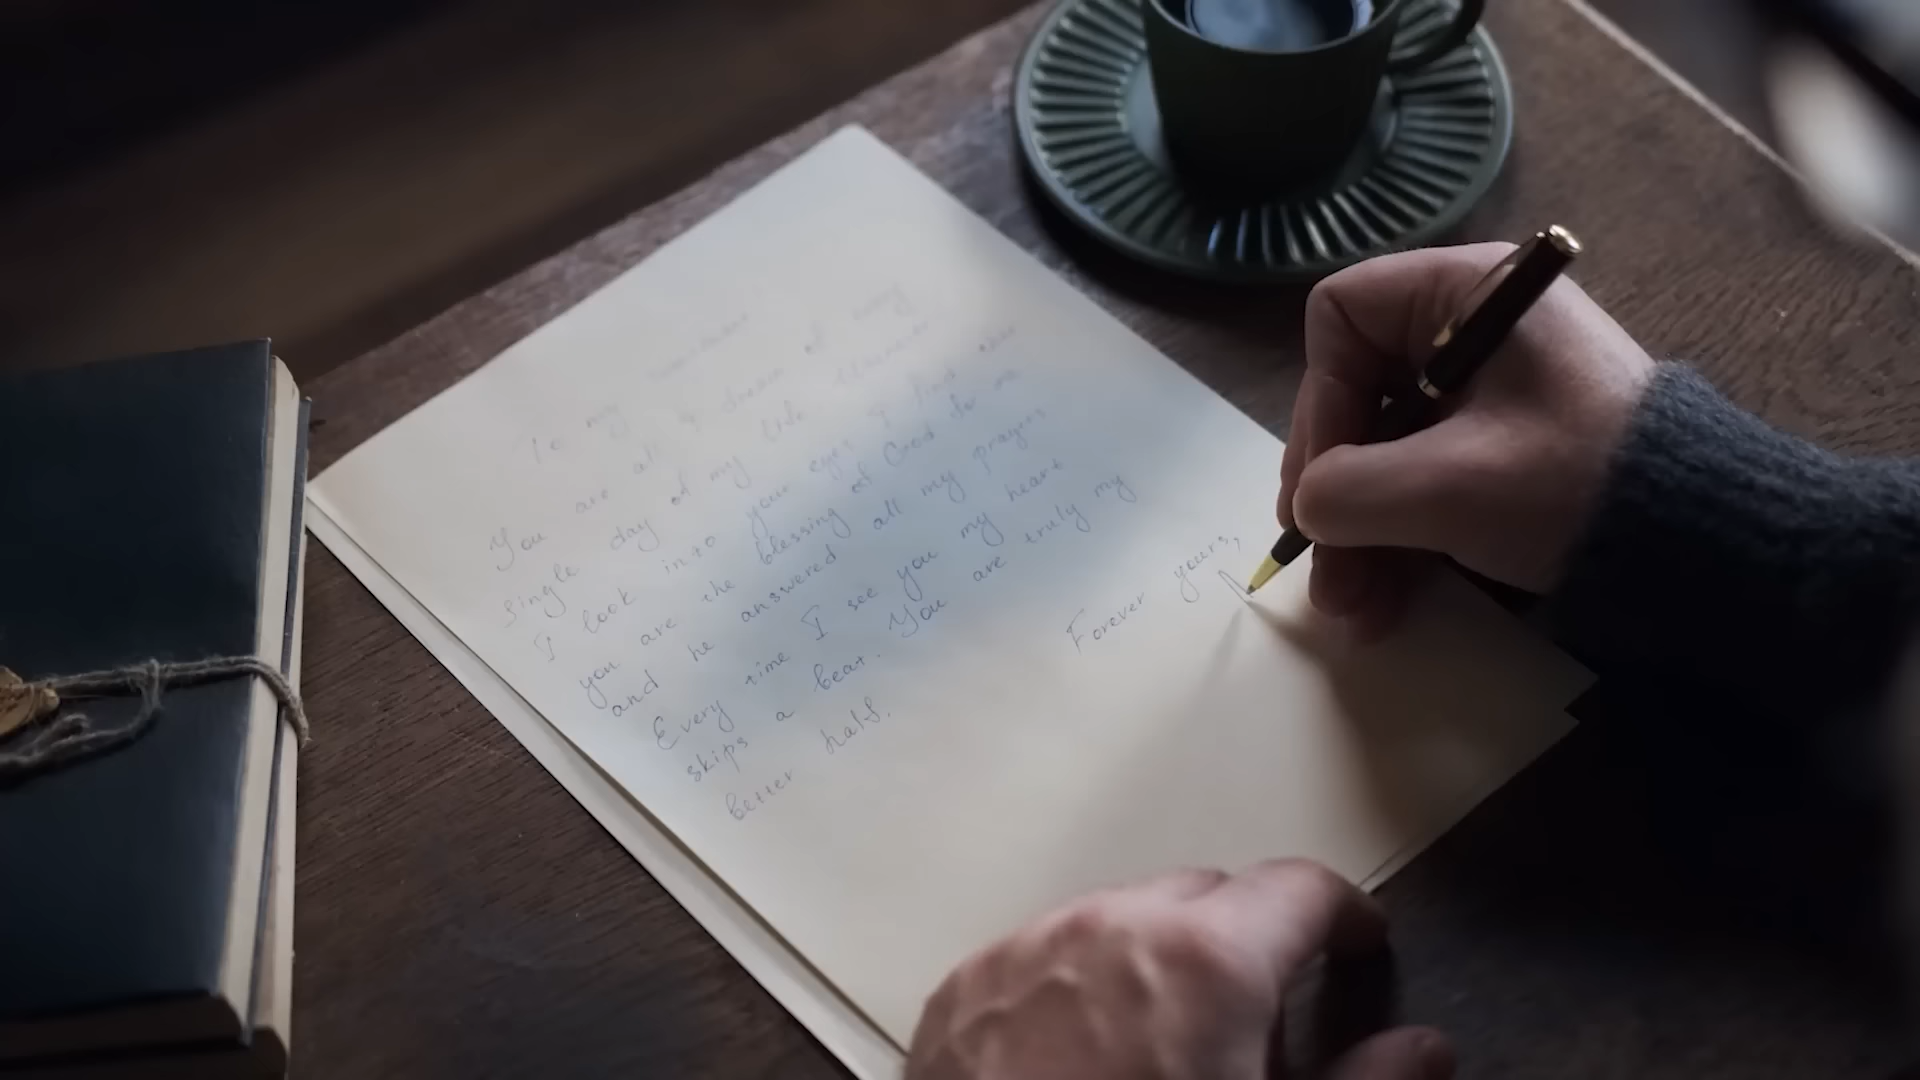 To my
You are all I dream of every
single day of my life
I look into your eyes I find
you are the blessing of God for me
and he answered all my prayers
Every time I see you my heart
skips a beat. You are truly my
better half.
Forever yours,